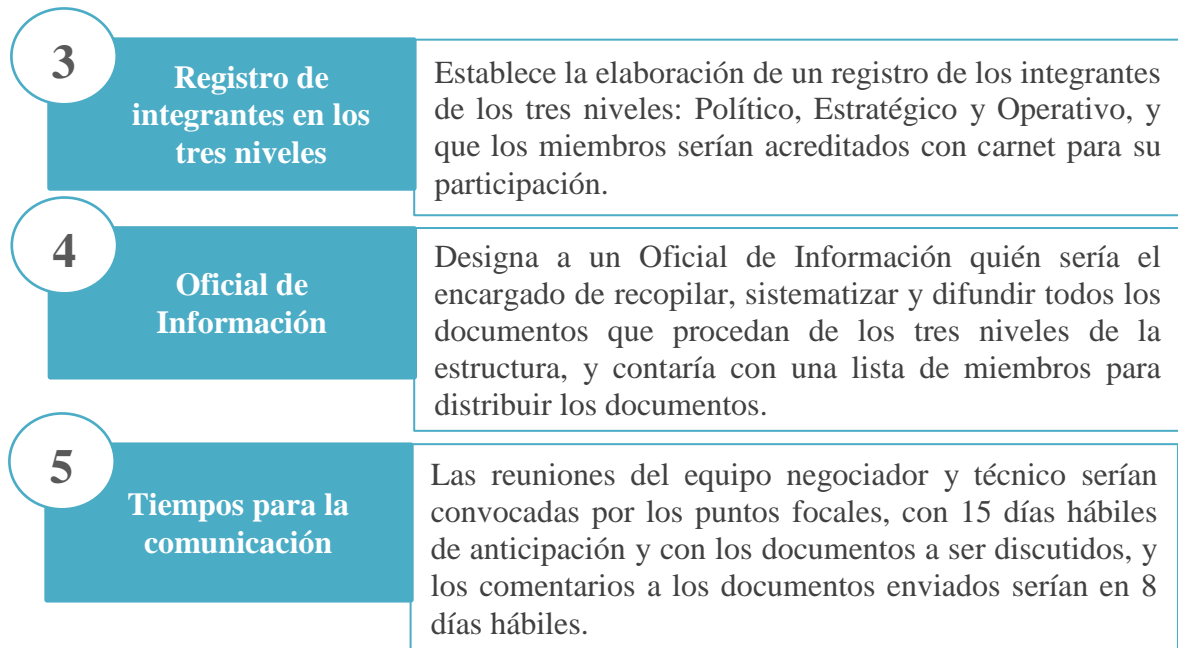 3
Registro de
integrantes en los
tres niveles
Establece la elaboración de un registro de los integrantes
de los tres niveles: Político, Estratégico y Operativo, y
que los miembros serían acreditados con carnet para su
participación.
4
Oficial de
Información
Designa a un Oficial de Información quién sería el
encargado de recopilar, sistematizar y difundir todos los
documentos que procedan de los tres niveles de la
estructura, y contaría con una lista de miembros para
distribuir los documentos.
5
Tiempos para la
comunicación
Las reuniones del equipo negociador y técnico serían
convocadas por los puntos focales, con 15 días hábiles
de anticipación y con los documentos a ser discutidos, y
los comentarios a los documentos enviados serían en 8
días hábiles.